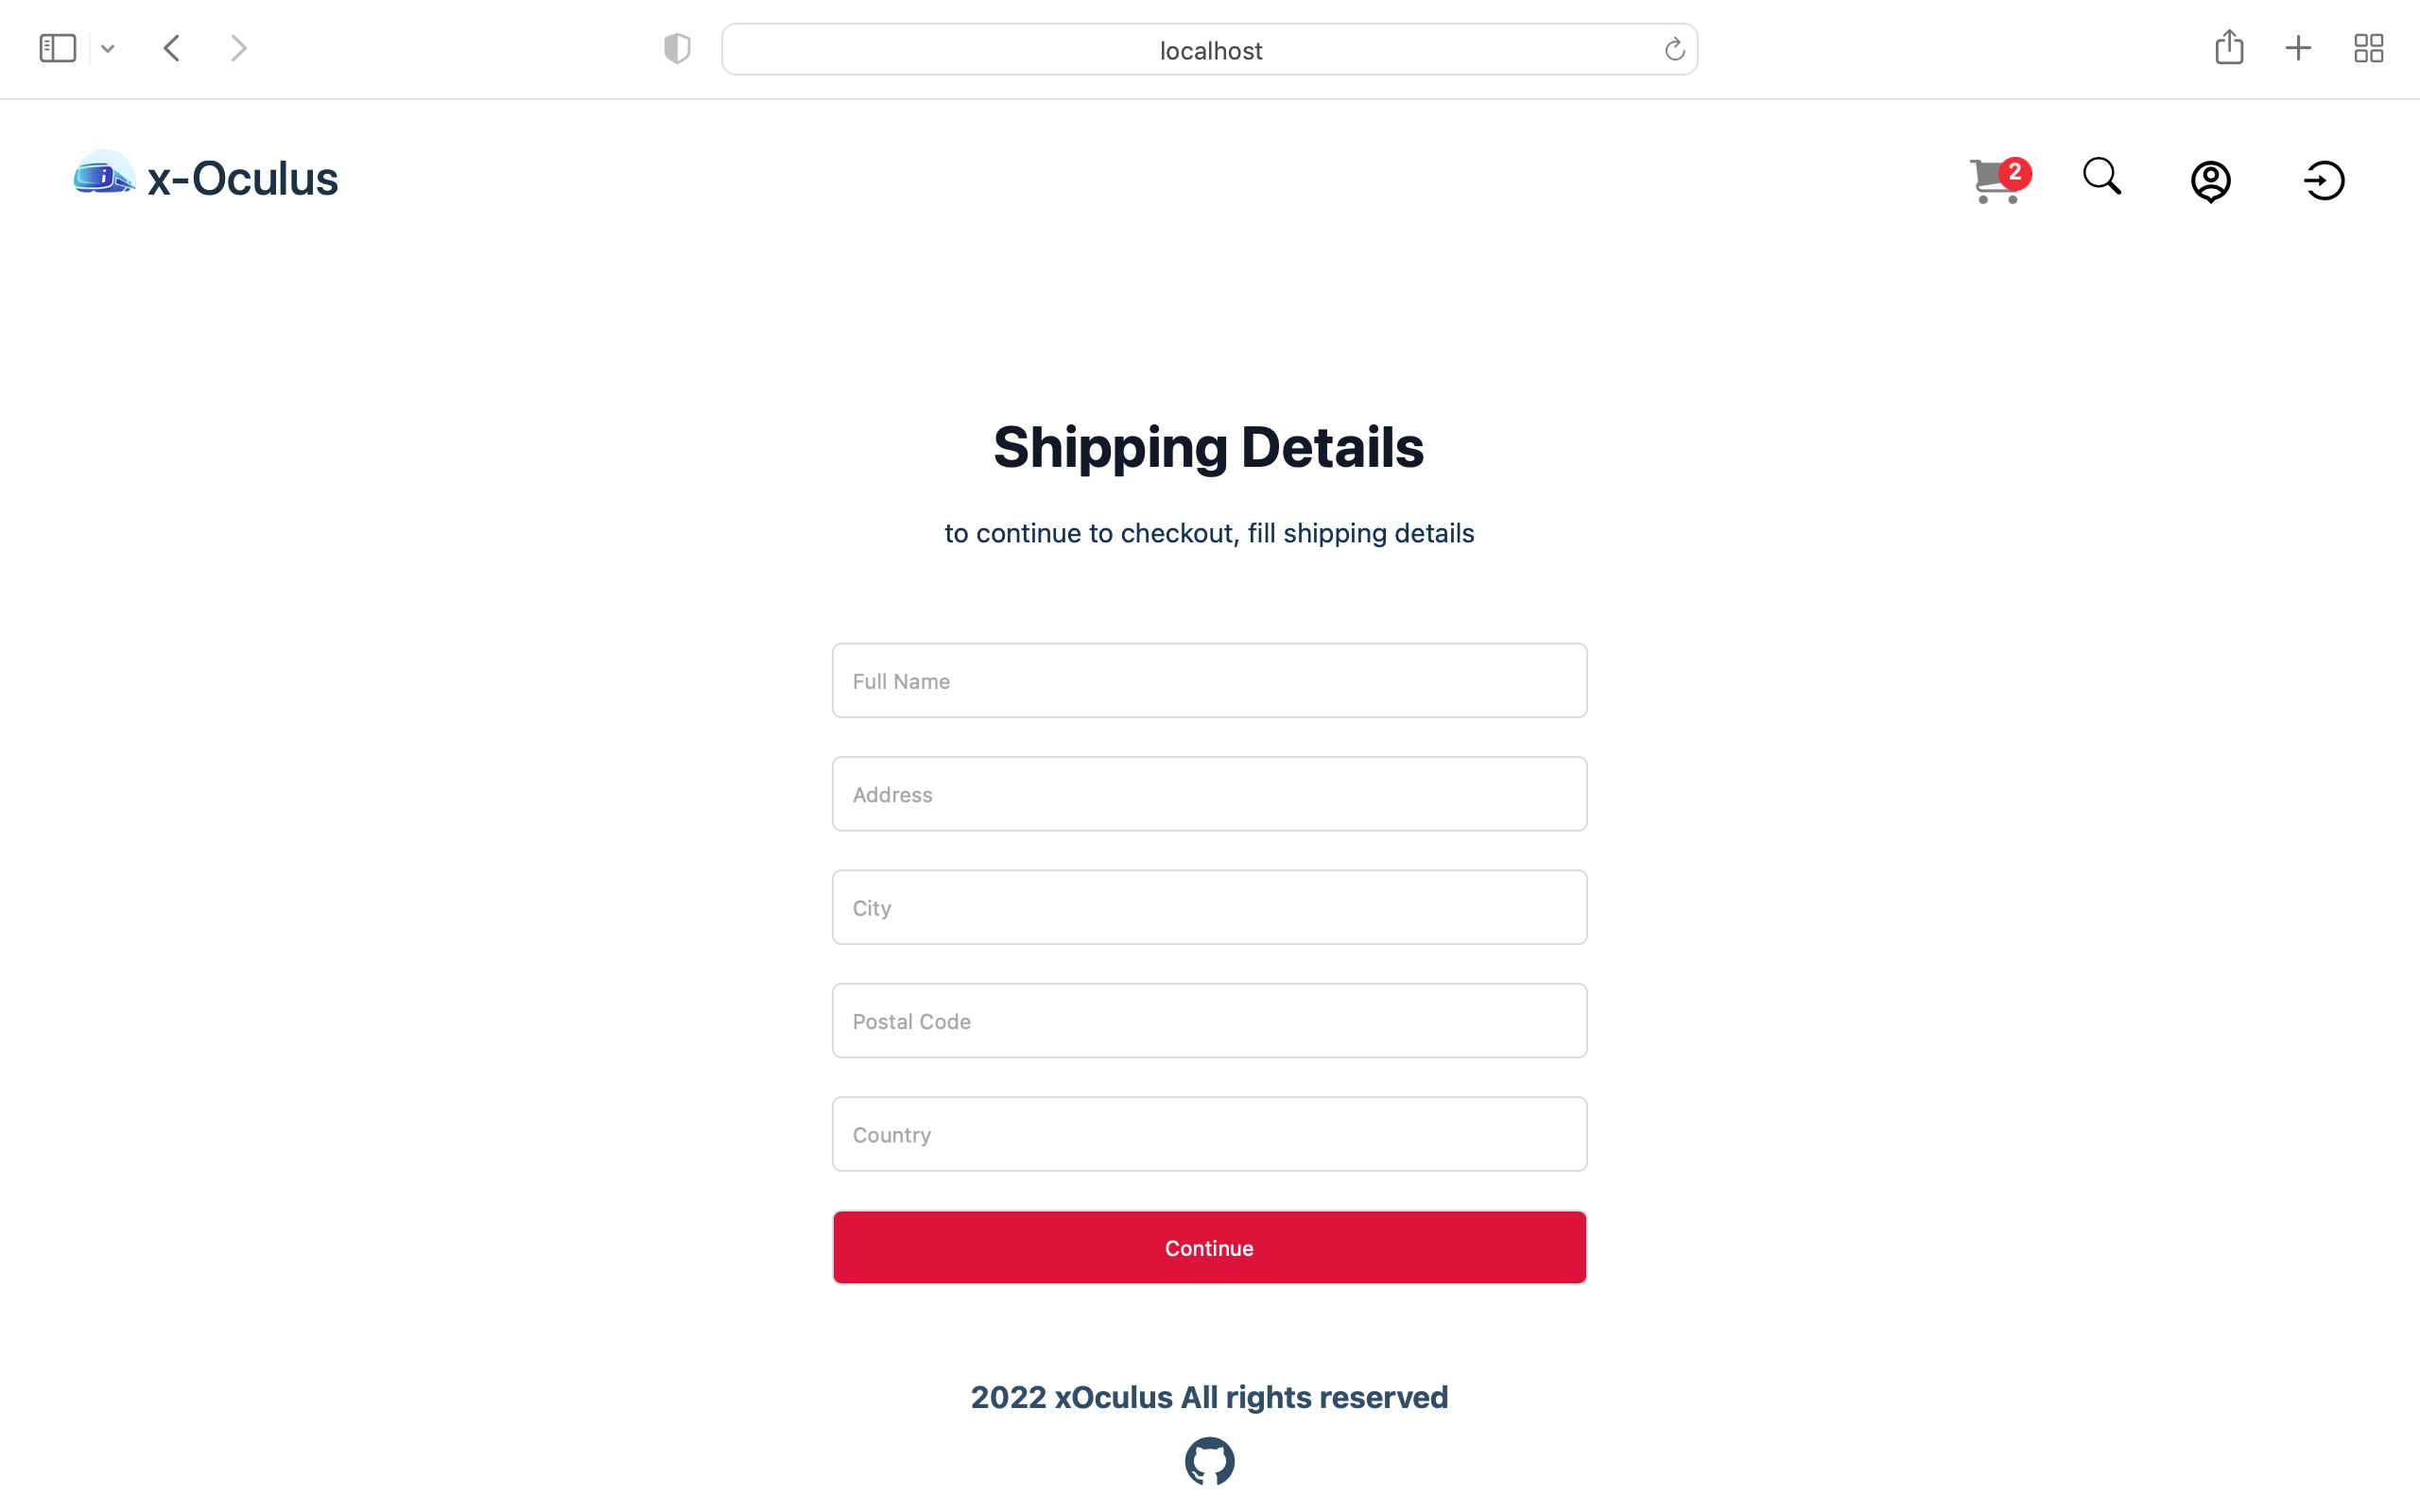 localhost
x-Oculus
2
Shipping Details
to continue to checkout, fill shipping details
Full Name
Address
City
Postal Code
Country
Continue
2022 xOculus All rights reserved